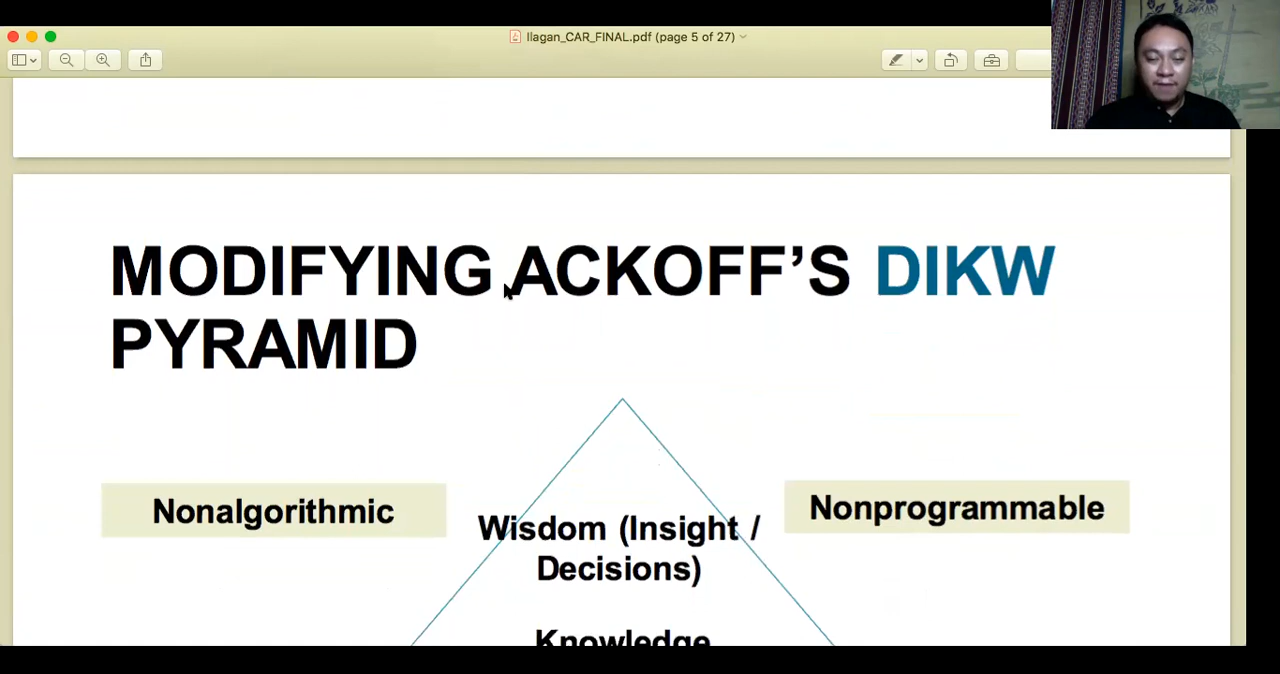 Ilagan_CAR_FINAL.pdf (page 5 of 27)
MODIFYING ACKOFF’S DIKW
PYRAMID
Nonalgorithmic
Nonprogrammable
Wisdom (Insight /
Decisions)
Knowledge